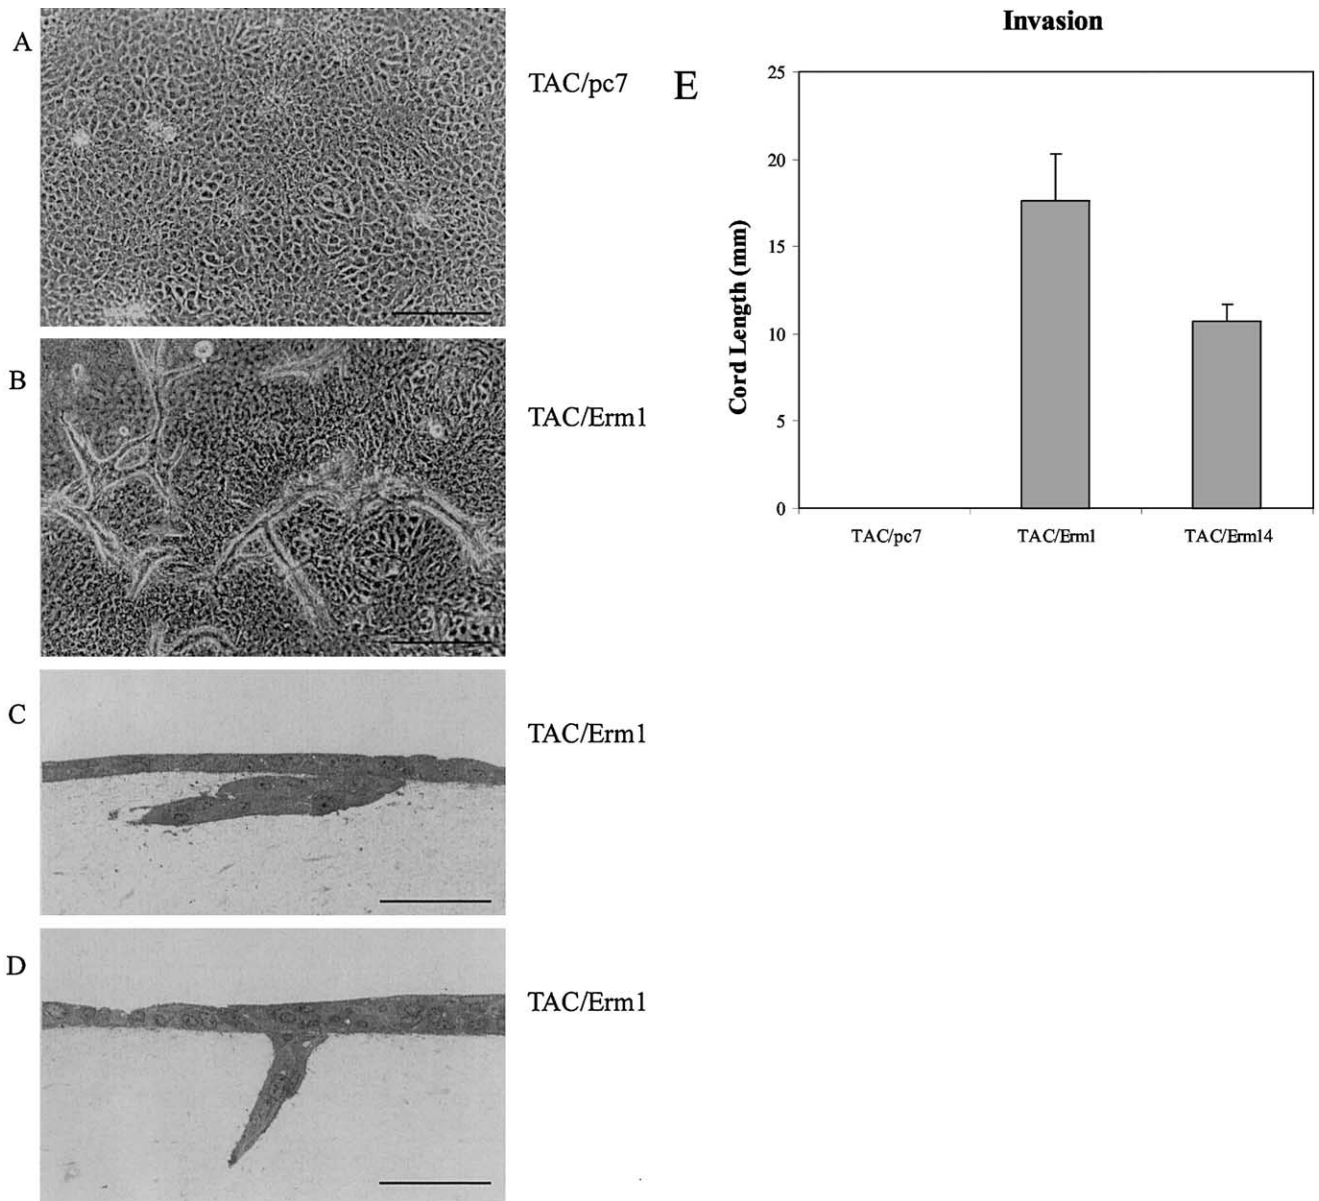 A
TAC/pc7
B
TAC/Erm1
C
TAC/Erm1
D
TAC/Erm1
Invasion
E
Cord Length (mm)
25
20
15
10
5
0
TAC/pc7
TAC/Erm1
TAC/Erm14